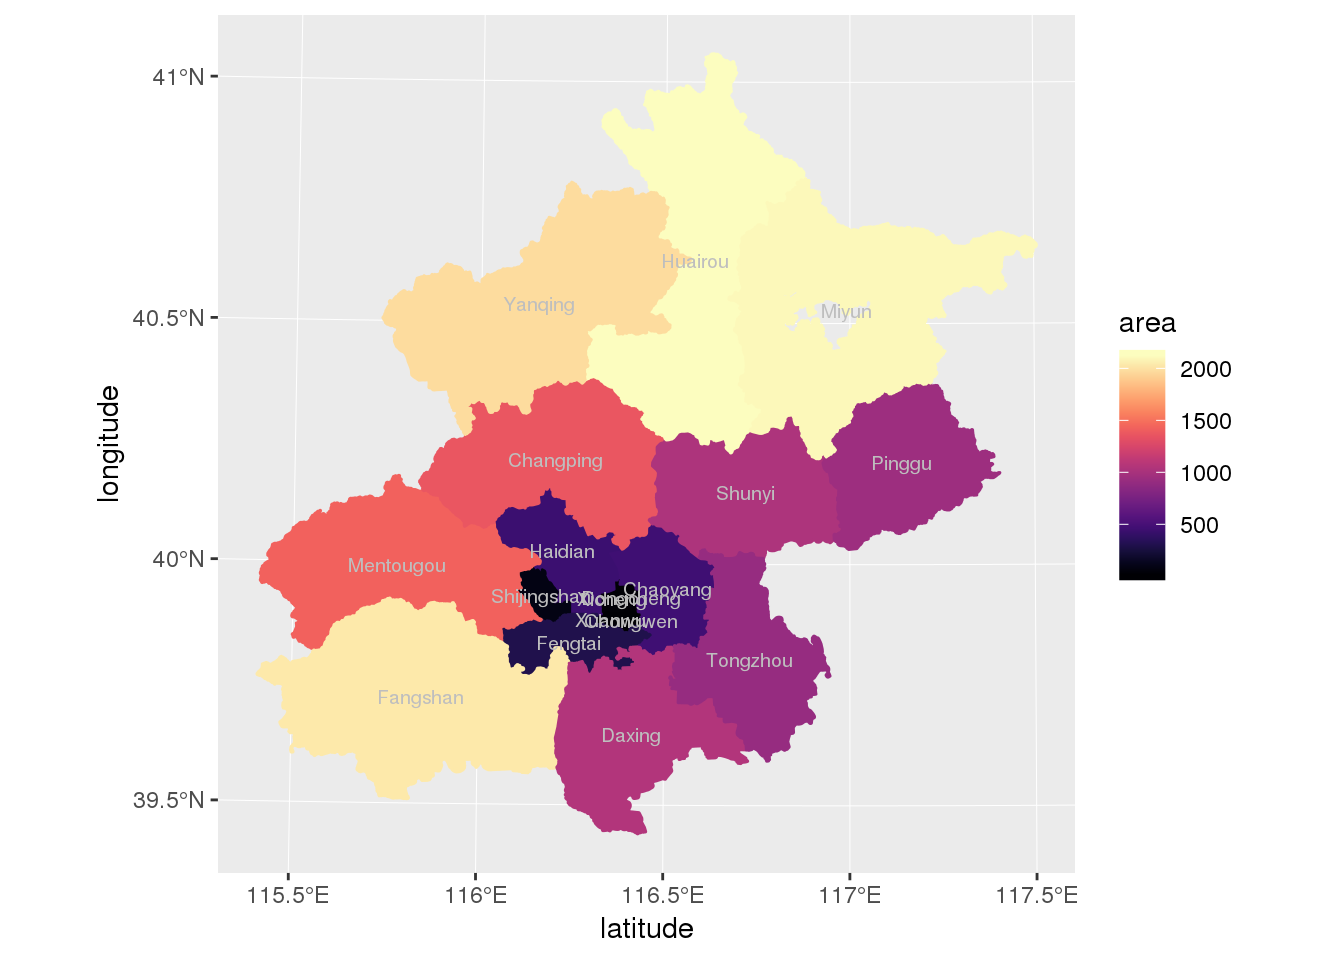 41°N
40.5°N
40°N
39.5°N
longitude
Huairou
Yanqing
Miyun
Changping
Pinggu
Shunyi
Haidian
Mentougou
Chaoyang
Shijingshan
Xicheng
Dongcheng
Xuanwu
Chongwen
Fengtai
Tongzhou
Fangshan
Daxing
115.5°E
116°E
116.5°E
117°E
117.5°E
latitude
area
2000
1500
1000
500